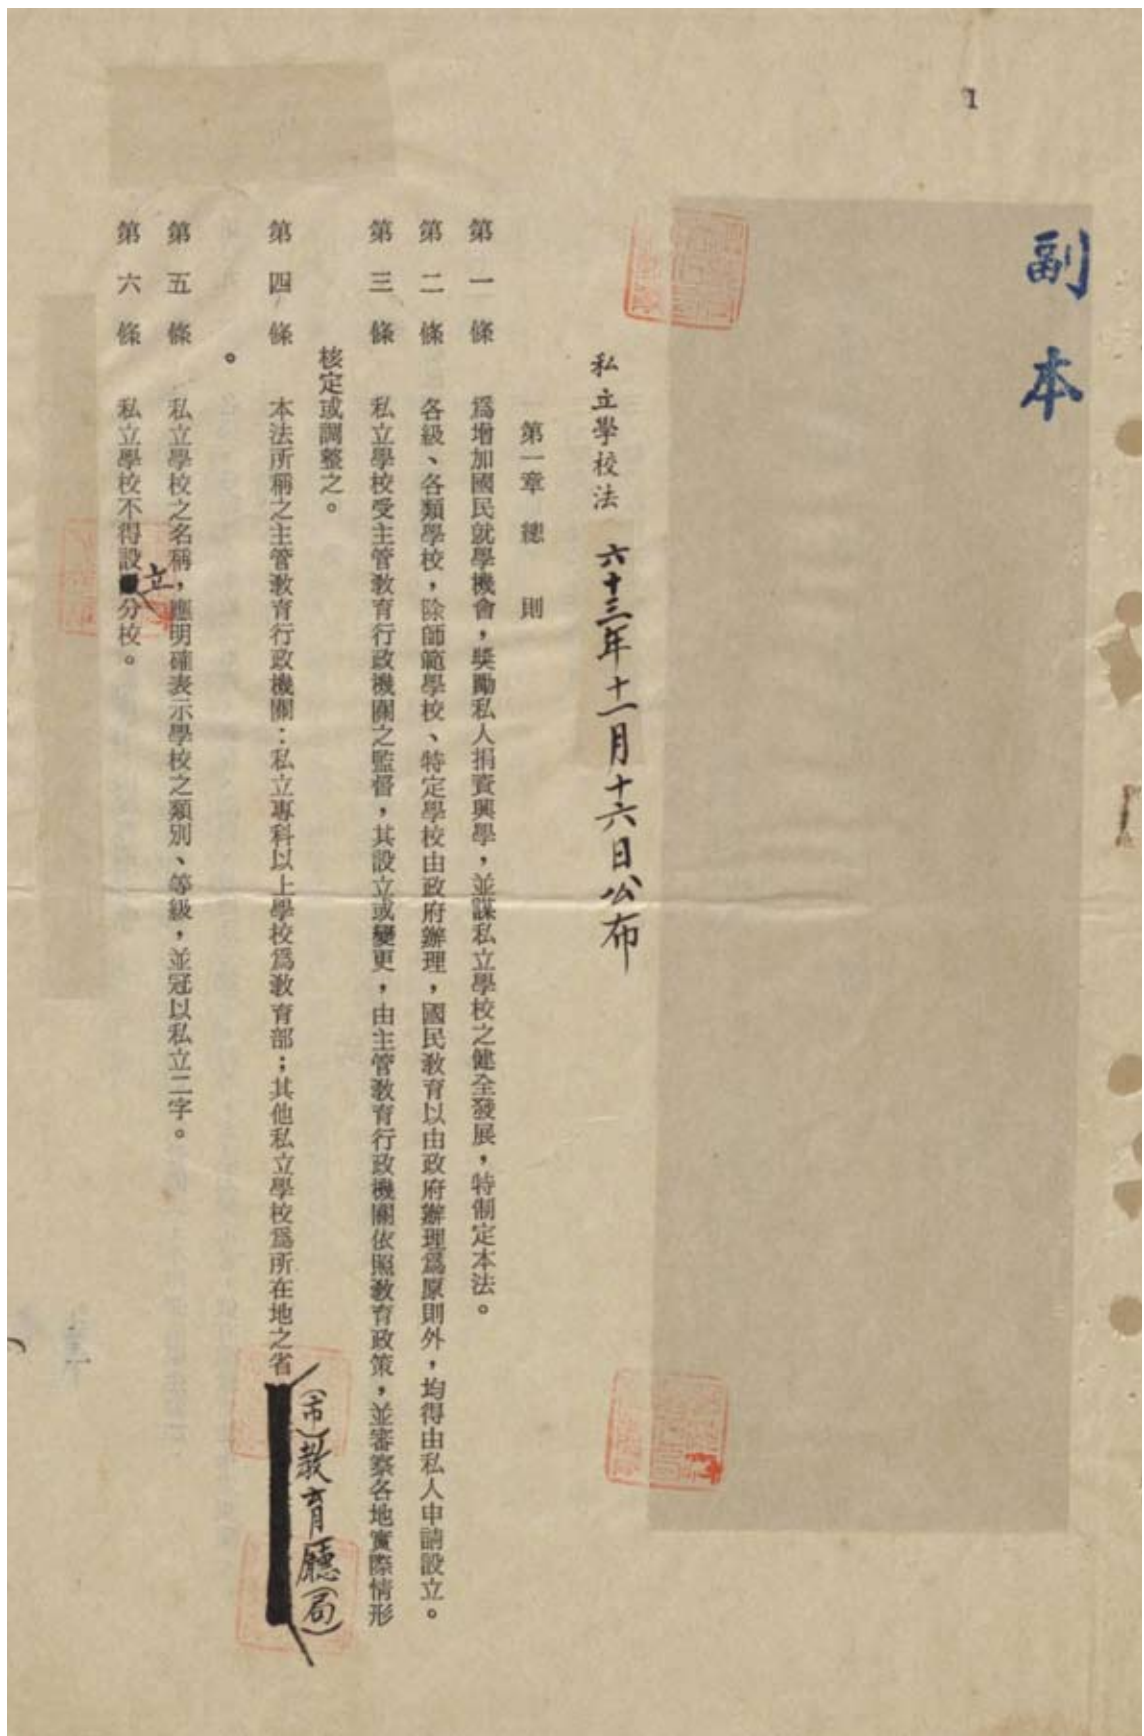 1
副本
私立學校法 六十三年十一月十六日公布
第一章 總 則
第 一 條 爲增加國民就學機會，奬勵私人捐資興學，並謀私立學校之健全發展，特制定本法。
第 二 條 各級、各類學校，除師範學校、特定學校由政府辦理，國民教育以由政府辦理爲原則外，均得由私人申請設立。
第 三 條 私立學校受主管教育行政機關之監督，其設立或變更，由主管教育行政機關依照教育政策，並審察各地實際情形
核定或調整之。
第 四 條 本法所稱之主管教育行政機關：私立專科以上學校爲教育部；其他私立學校爲所在地之省(市)教育廳(局)
。
第 五 條 私立學校之名稱，應明確表示學校之類別、等級，並冠以私立二字。
第 六 條 私立學校不得設立分校。